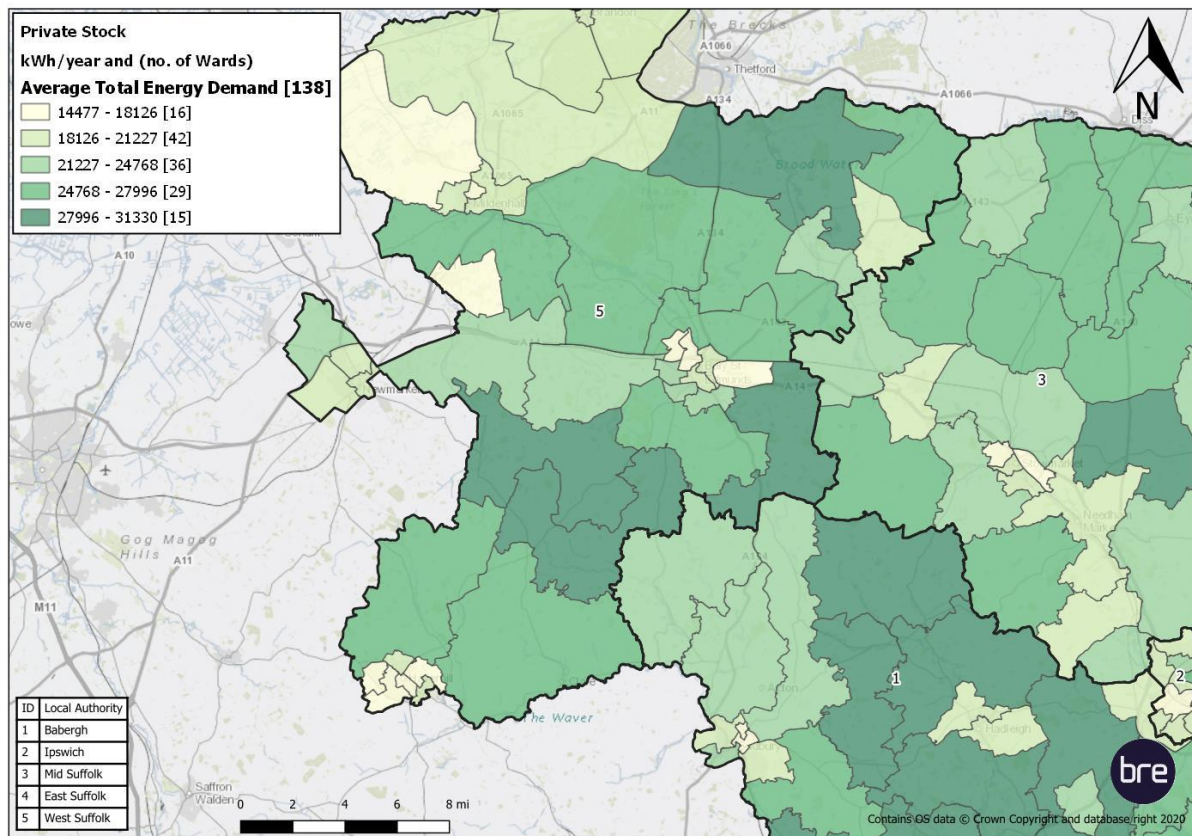 Private Stock
kWh/year and (no. of Wards)
Average Total Energy Demand [138]
14477 - 18126 [16]
18126 - 21227 [42]
21227 - 24768 [36]
24768 - 27996 [29]
27996 - 31330 [15]
The Brecks
A1066
Thetford
A134
A1066
Diss
N
A11
A1065
Mildenhall
A10
A14
A143
5
3
A14
Gog Magog
Hills
A11
M11
1
2
Hadleigh
The Waver
Saffron
Walden
ID Local Authority
1 Babergh
2 Ipswich
3 Mid Suffolk
4 East Suffolk
5 West Suffolk
0 2 4 6 8 mi
bre
Contains OS data © Crown Copyright and database right 2020